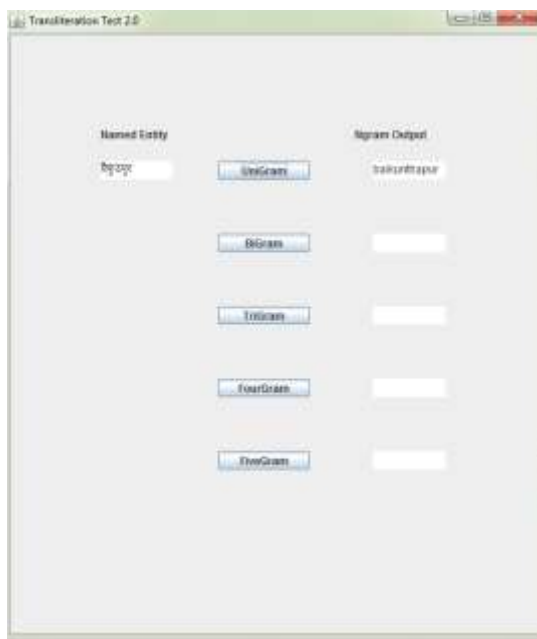 Transliteration Test 2.0
Named Entity Ngram Output
UniGram baikunthapur
BiGram
TriGram
FourGram
FiveGram